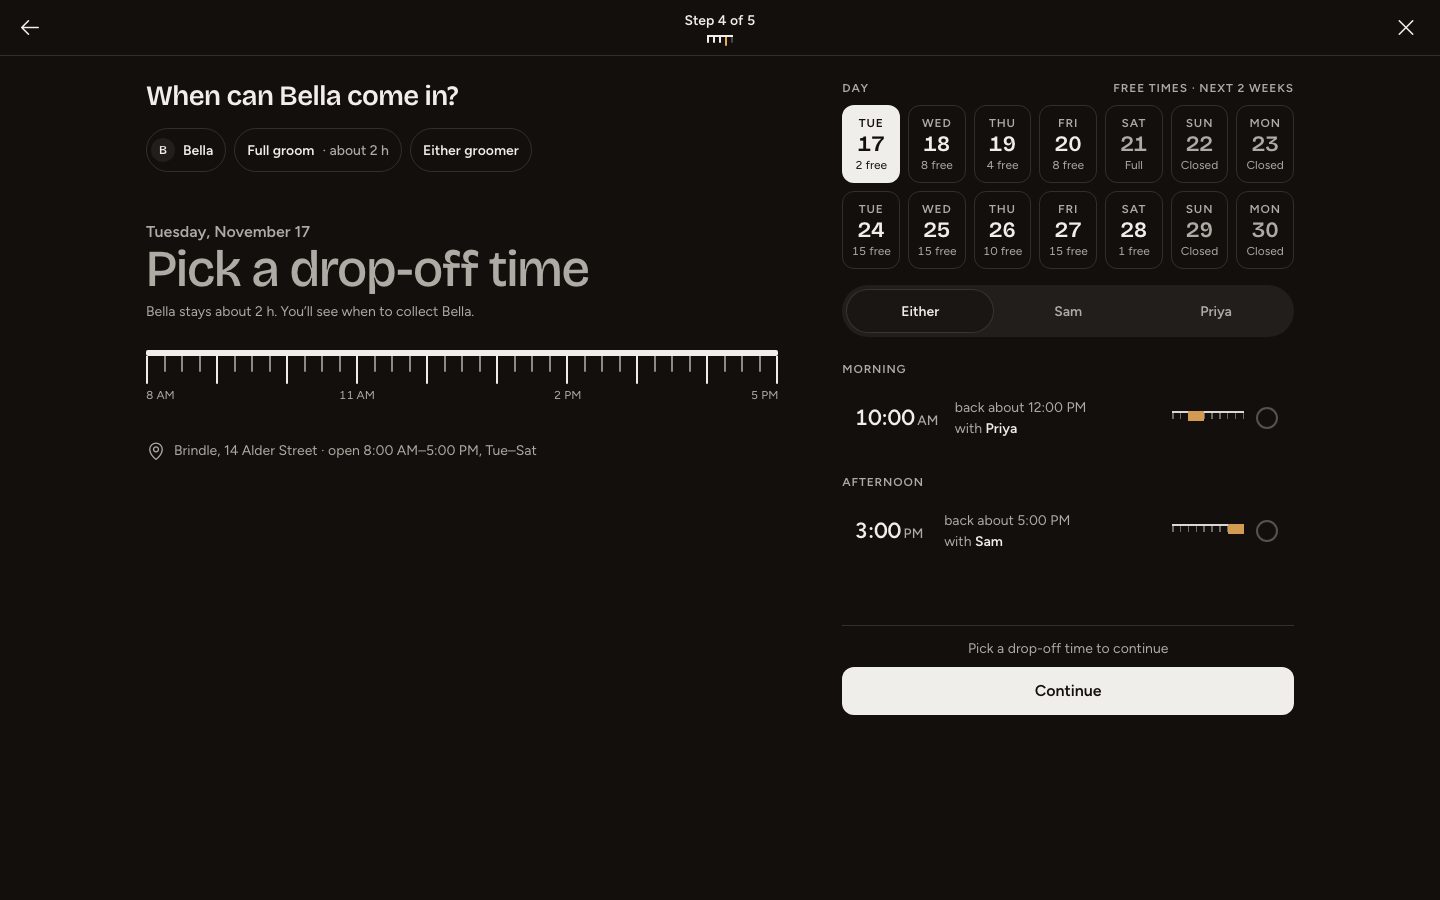 Step 4 of 5
When can Bella come in?
B Bella
Full groom · about 2 h
Either groomer
Tuesday, November 17
Pick a drop-off time
Bella stays about 2 h. You’ll see when to collect Bella.
8 AM 11 AM 2 PM 5 PM
Brindle, 14 Alder Street · open 8:00 AM–5:00 PM, Tue–Sat
DAY FREE TIMES · NEXT 2 WEEKS
TUE WED THU FRI SAT SUN MON
17 18 19 20 21 22 23
2 free 8 free 4 free 8 free Full Closed Closed
TUE WED THU FRI SAT SUN MON
24 25 26 27 28 29 30
15 free 15 free 10 free 15 free 1 free Closed Closed
Either Sam Priya
MORNING
10:00 AM back about 12:00 PM
with Priya
AFTERNOON
3:00 PM back about 5:00 PM
with Sam
Pick a drop-off time to continue
Continue